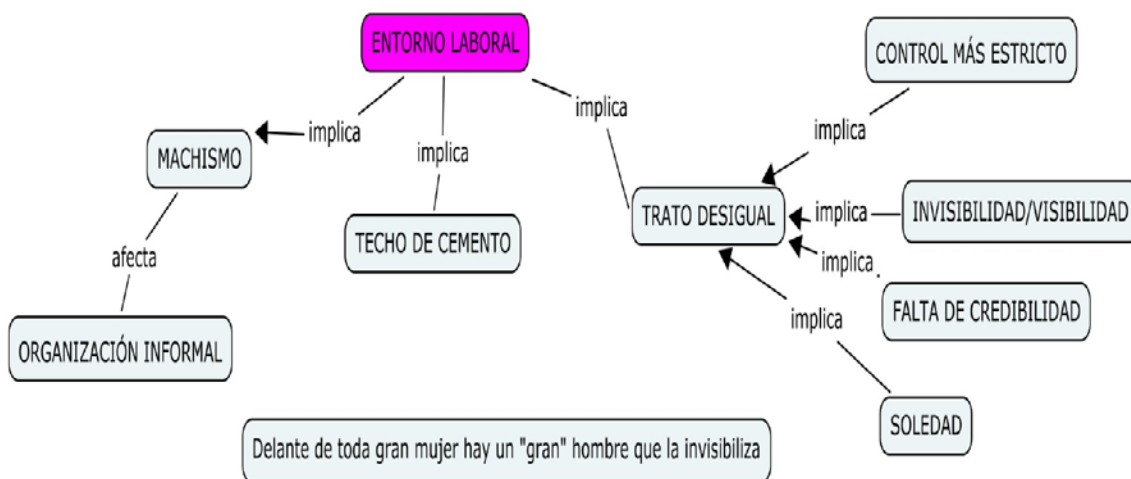 ENTORNO LABORAL
CONTROL MÁS ESTRICTO
implica
implica
implica
implica
MACHISMO
TRATO DESIGUAL
implica
INVISIBILIDAD/VISIBILIDAD
TECHO DE CEMENTO
afecta
implica
FALTA DE CREDIBILIDAD
implica
ORGANIZACIÓN INFORMAL
SOLEDAD
Delante de toda gran mujer hay un "gran" hombre que la invisibiliza